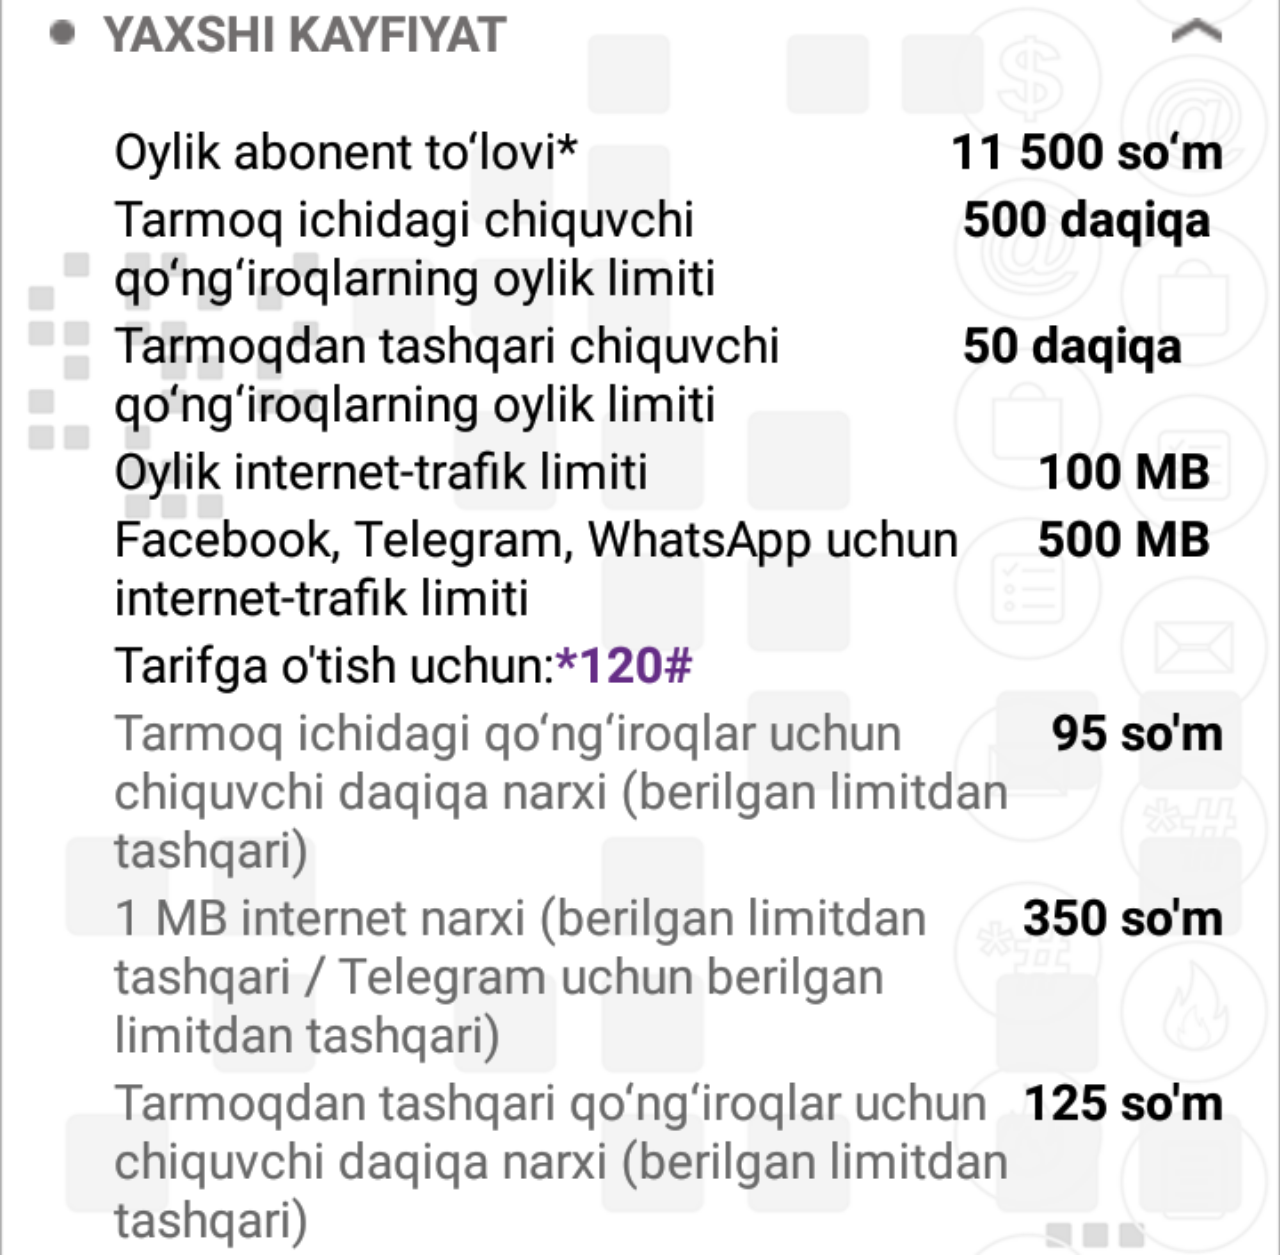 YAXSHI KAYFIYAT
Oylik abonent to‘lovi* 11 500 so‘m
Tarmoq ichidagi chiquvchi 500 daqiqa
qo‘ng‘iroqlarning oylik limiti
Tarmoqdan tashqari chiquvchi 50 daqiqa
qo‘ng‘iroqlarning oylik limiti
Oylik internet-trafik limiti 100 MB
Facebook, Telegram, WhatsApp uchun 500 MB
internet-trafik limiti
Tarifga o'tish uchun:*120#
Tarmoq ichidagi qo‘ng‘iroqlar uchun 95 so'm
chiquvchi daqiqa narxi (berilgan limitdan
tashqari)
1 MB internet narxi (berilgan limitdan 350 so'm
tashqari / Telegram uchun berilgan
limitdan tashqari)
Tarmoqdan tashqari qo‘ng‘iroqlar uchun 125 so'm
chiquvchi daqiqa narxi (berilgan limitdan
tashqari)